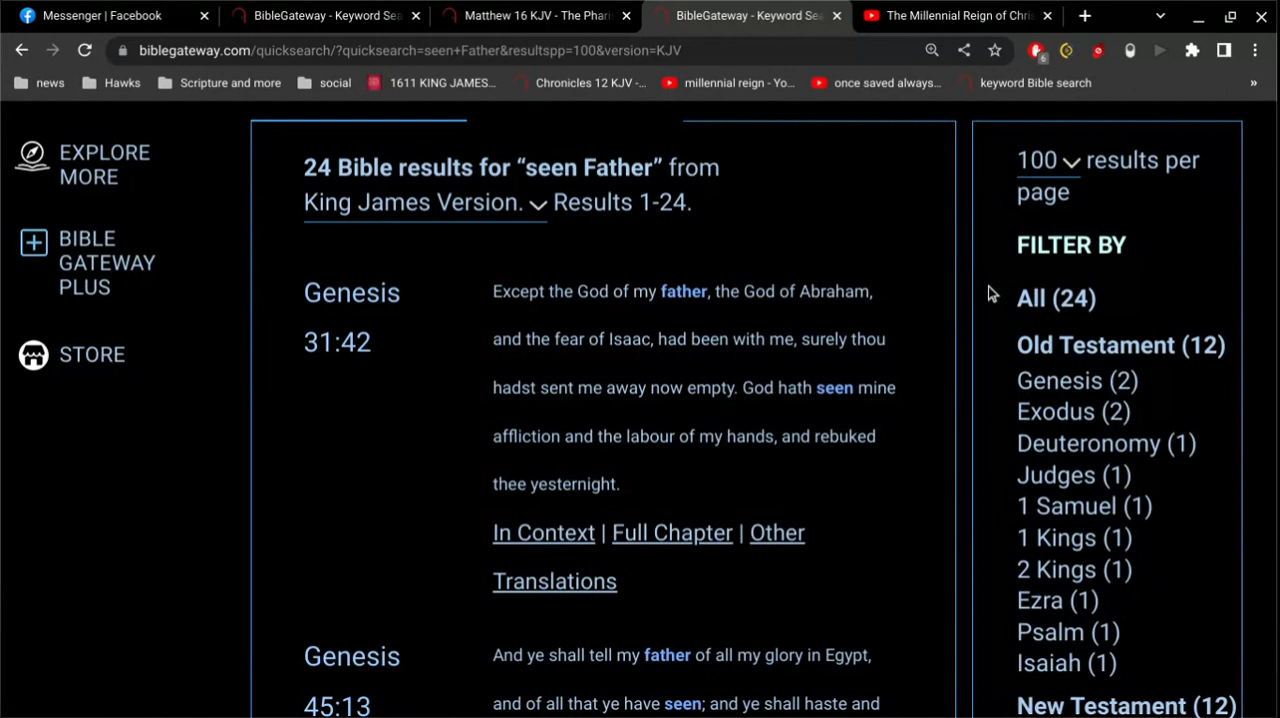 Messenger | Facebook
BibleGateway - Keyword Sea
Matthew 16 KJV - The Phari
BibleGateway - Keyword Sea
The Millennial Reign of Chris
biblegateway.com/quicksearch/?quicksearch=seen+Father&resultspp=100&version=KJV
6
news
Hawks
Scripture and more
social
1611 KING JAMES...
Chronicles 12 KJV -...
millennial reign - Yo...
once saved always...
keyword Bible search
»
EXPLORE
MORE
BIBLE
GATEWAY
PLUS
STORE
24 Bible results for “seen Father” from
King James Version. Results 1-24.
Genesis
31:42
Except the God of my father, the God of Abraham,
and the fear of Isaac, had been with me, surely thou
hadst sent me away now empty. God hath seen mine
affliction and the labour of my hands, and rebuked
thee yesternight.
In Context | Full Chapter | Other
Translations
Genesis
45:13
And ye shall tell my father of all my glory in Egypt,
and of all that ye have seen; and ye shall haste and
100 results per
page
FILTER BY
All (24)
Old Testament (12)
Genesis (2)
Exodus (2)
Deuteronomy (1)
Judges (1)
1 Samuel (1)
1 Kings (1)
2 Kings (1)
Ezra (1)
Psalm (1)
Isaiah (1)
New Testament (12)